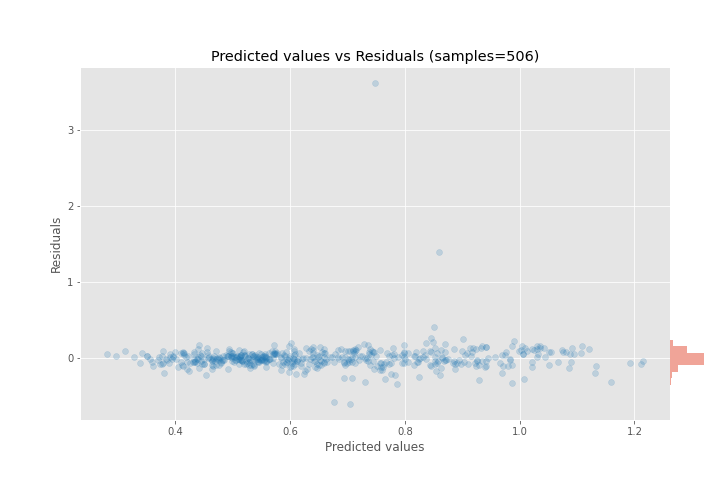 Predicted values vs Residuals (samples=506)
3
2
1
0
Residuals
0.4 0.6 0.8 1.0 1.2
Predicted values